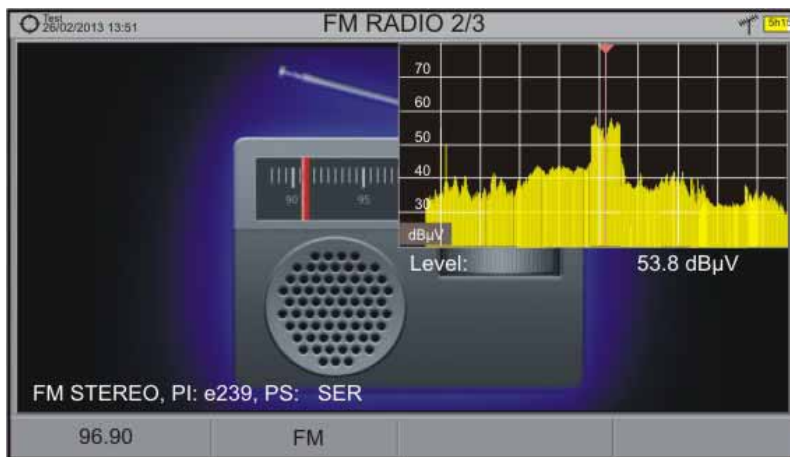 Test
26/02/2013 13:51
FM RADIO 2/3
5h15
70
60
50
40
30
dBµV
90
95
Level: 53.8 dBµV
FM STEREO, PI: e239, PS: SER
96.90 FM